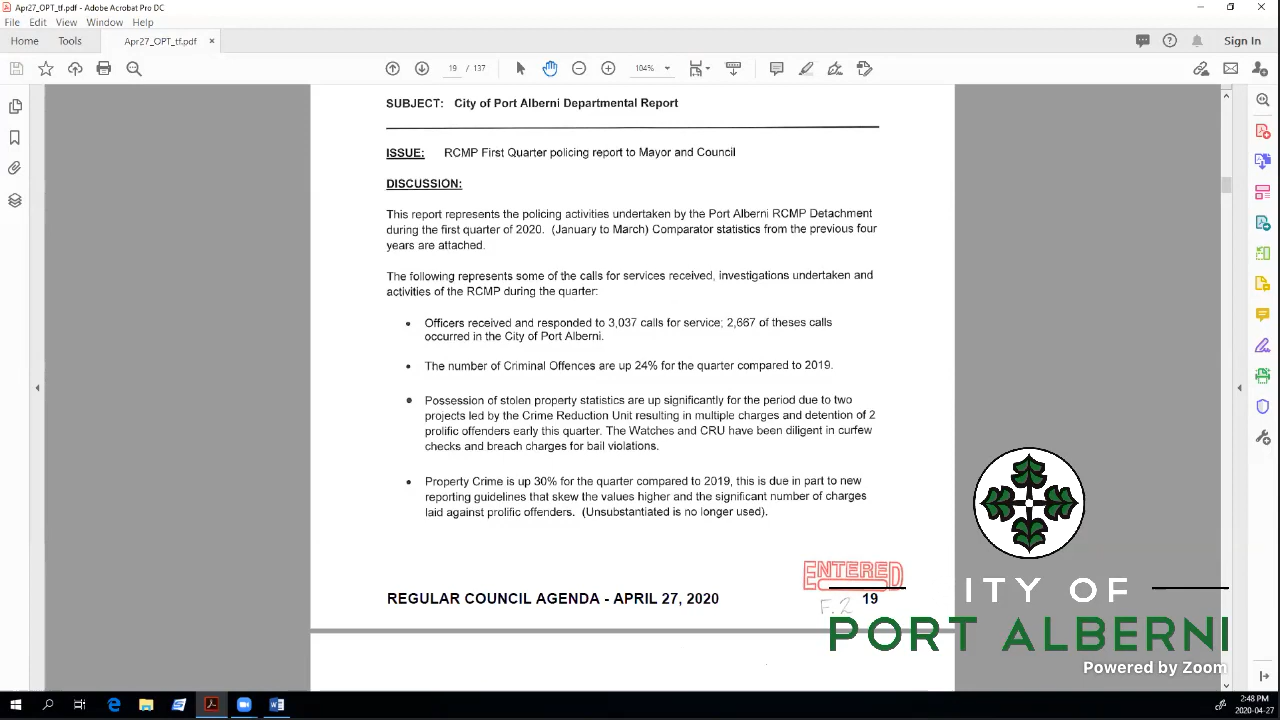 Apr27_OPT_tf.pdf - Adobe Acrobat Pro DC
File Edit View Window Help
Home Tools Apr27_OPT_tf.pdf × Sign In
19 / 137 104%
SUBJECT: City of Port Alberni Departmental Report
ISSUE: RCMP First Quarter policing report to Mayor and Council
DISCUSSION:
This report represents the policing activities undertaken by the Port Alberni RCMP Detachment
during the first quarter of 2020. (January to March) Comparator statistics from the previous four
years are attached.
The following represents some of the calls for services received, investigations undertaken and
activities of the RCMP during the quarter:
• Officers received and responded to 3,037 calls for service; 2,667 of theses calls
occurred in the City of Port Alberni.
• The number of Criminal Offences are up 24% for the quarter compared to 2019.
• Possession of stolen property statistics are up significantly for the period due to two
projects led by the Crime Reduction Unit resulting in multiple charges and detention of 2
prolific offenders early this quarter. The Watches and CRU have been diligent in curfew
checks and breach charges for bail violations.
• Property Crime is up 30% for the quarter compared to 2019, this is due in part to new
reporting guidelines that skew the values higher and the significant number of charges
laid against prolific offenders. (Unsubstantiated is no longer used).
ENTERED
REGULAR COUNCIL AGENDA - APRIL 27, 2020 19
F.2
ITY OF
PORT ALBERNI
Powered by Zoom
2:48 PM
2020-04-27